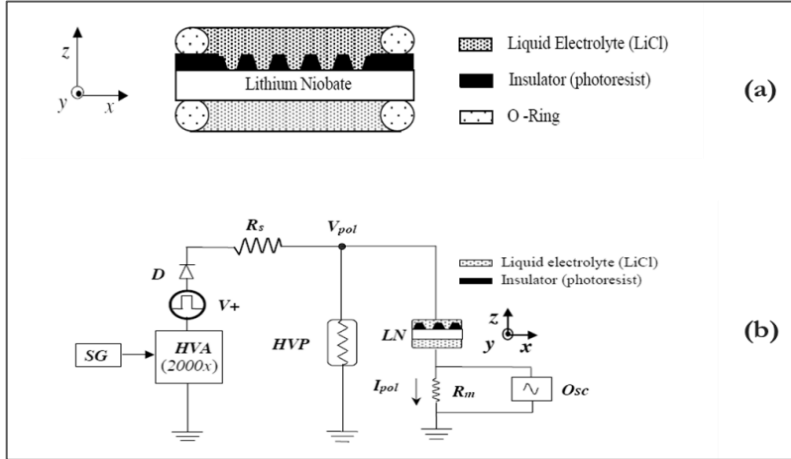 z
y
x
Lithium Niobate
Liquid Electrolyte (LiCl)
Insulator (photoresist)
O -Ring
(a)
Rs
Vpol
D
V+
SG
HVA
(2000x)
HVP
LN
Ipol
Rm
Osc
Liquid electrolyte (LiCl)
Insulator (photoresist)
z
y
x
(b)